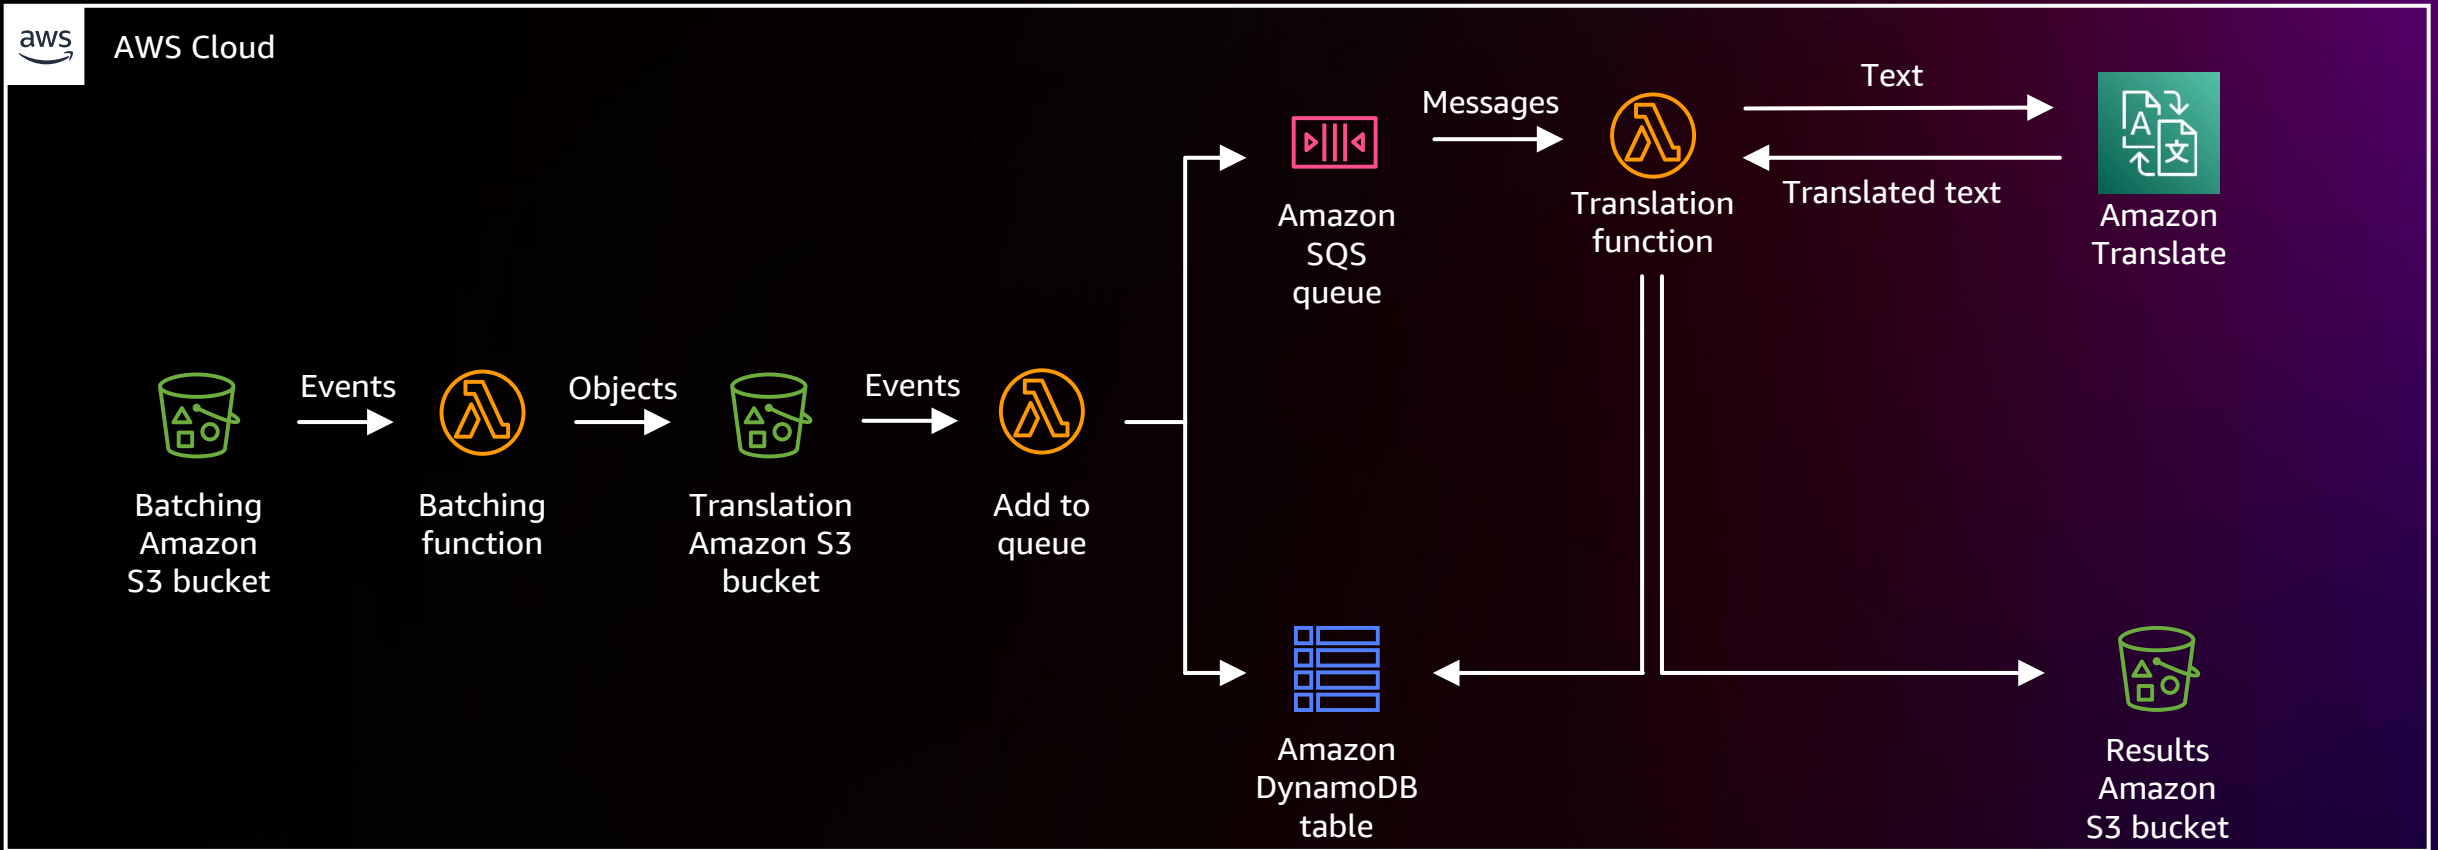 aws
AWS Cloud
Text
Messages
Translated text
Amazon
SQS
queue
Translation
function
A
文
Amazon
Translate
Events
Objects
Events
Batching
Amazon
S3 bucket
Batching
function
Translation
Amazon S3
bucket
Add to
queue
Amazon
DynamoDB
table
Results
Amazon
S3 bucket